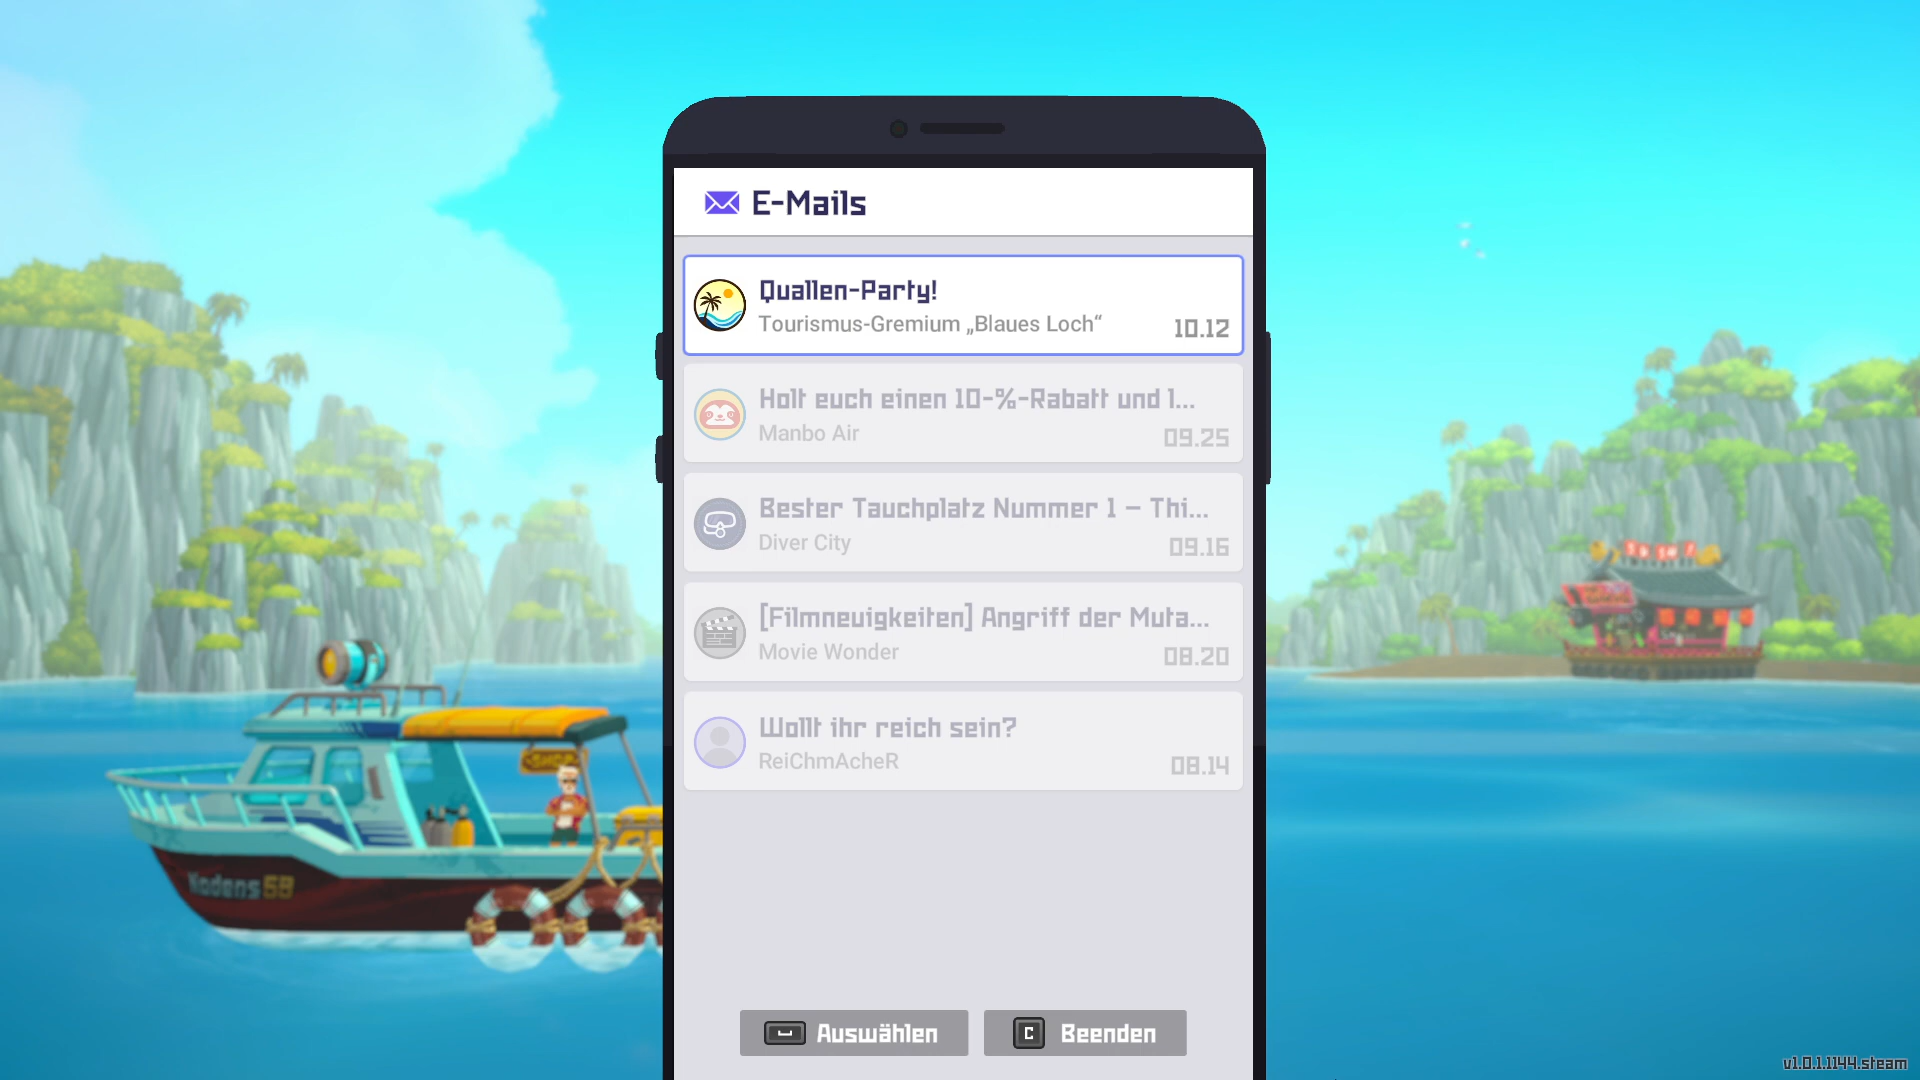 E-Mails
Quallen-Party!
Tourismus-Gremium „Blaues Loch“
10.12
Holt euch einen 10-%-Rabatt und l...
Manbo Air
09.25
Bester Tauchplatz Nummer 1 – Thi...
Diver City
09.16
[Filmneuigkeiten] Angriff der Muta...
Movie Wonder
08.20
Wollt ihr reich sein?
ReiChmAcheR
08.14
SHOP
Kodens68
Auswählen
C Beenden
v1.0.1.1144.steam